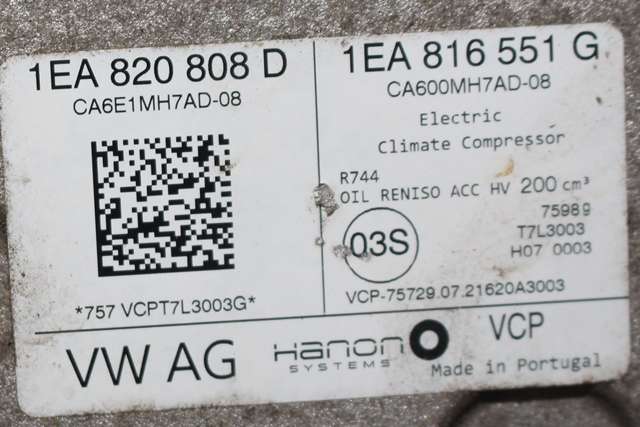 1EA 820 808 D
CA6E1MH7AD-08
*757 VCPT7L3003G*
1EA 816 551 G
CA600MH7AD-08
Electric
Climate Compressor
R744
OIL RENISO ACC HV 200 cm³
75989
T7L3003
H07 0003
03S
VCP-75729.07.21620A3003
VW AG
Hanon
SYSTEMS
VCP
Made in Portugal